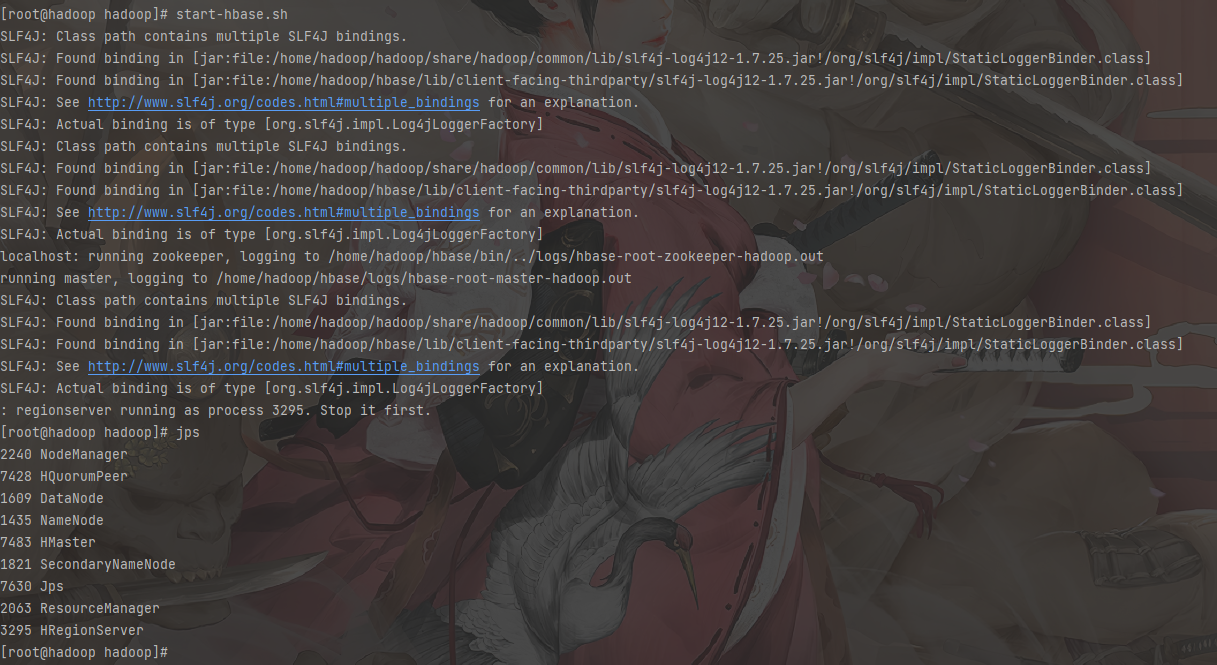 [root@hadoop hadoop]# start-hbase.sh
SLF4J: Class path contains multiple SLF4J bindings.
SLF4J: Found binding in [jar:file:/home/hadoop/hadoop/share/hadoop/common/lib/slf4j-log4j12-1.7.25.jar!/org/slf4j/impl/StaticLoggerBinder.class]
SLF4J: Found binding in [jar:file:/home/hadoop/hbase/lib/client-facing-thirdparty/slf4j-log4j12-1.7.25.jar!/org/slf4j/impl/StaticLoggerBinder.class]
SLF4J: See http://www.slf4j.org/codes.html#multiple_bindings for an explanation.
SLF4J: Actual binding is of type [org.slf4j.impl.Log4jLoggerFactory]
SLF4J: Class path contains multiple SLF4J bindings.
SLF4J: Found binding in [jar:file:/home/hadoop/hadoop/share/hadoop/common/lib/slf4j-log4j12-1.7.25.jar!/org/slf4j/impl/StaticLoggerBinder.class]
SLF4J: Found binding in [jar:file:/home/hadoop/hbase/lib/client-facing-thirdparty/slf4j-log4j12-1.7.25.jar!/org/slf4j/impl/StaticLoggerBinder.class]
SLF4J: See http://www.slf4j.org/codes.html#multiple_bindings for an explanation.
SLF4J: Actual binding is of type [org.slf4j.impl.Log4jLoggerFactory]
localhost: running zookeeper, logging to /home/hadoop/hbase/bin/../logs/hbase-root-zookeeper-hadoop.out
running master, logging to /home/hadoop/hbase/logs/hbase-root-master-hadoop.out
SLF4J: Class path contains multiple SLF4J bindings.
SLF4J: Found binding in [jar:file:/home/hadoop/hadoop/share/hadoop/common/lib/slf4j-log4j12-1.7.25.jar!/org/slf4j/impl/StaticLoggerBinder.class]
SLF4J: Found binding in [jar:file:/home/hadoop/hbase/lib/client-facing-thirdparty/slf4j-log4j12-1.7.25.jar!/org/slf4j/impl/StaticLoggerBinder.class]
SLF4J: See http://www.slf4j.org/codes.html#multiple_bindings for an explanation.
SLF4J: Actual binding is of type [org.slf4j.impl.Log4jLoggerFactory]
: regionserver running as process 3295. Stop it first.
[root@hadoop hadoop]# jps
2240 NodeManager
7428 HQuorumPeer
1609 DataNode
1435 NameNode
7483 HMaster
1821 SecondaryNameNode
7630 Jps
2063 ResourceManager
3295 HRegionServer
[root@hadoop hadoop]#